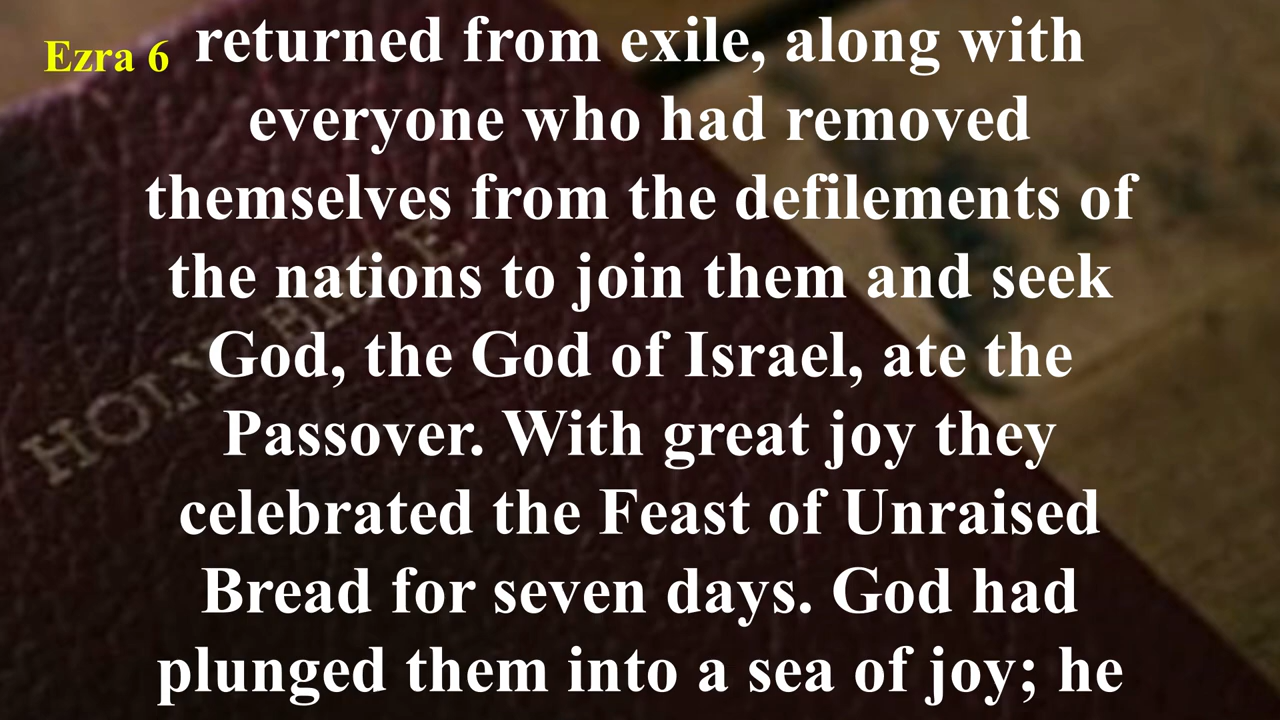 Ezra 6
returned from exile, along with
everyone who had removed
themselves from the defilements of
the nations to join them and seek
God, the God of Israel, ate the
Passover. With great joy they
celebrated the Feast of Unraised
Bread for seven days. God had
plunged them into a sea of joy; he
HOLY BIBLE